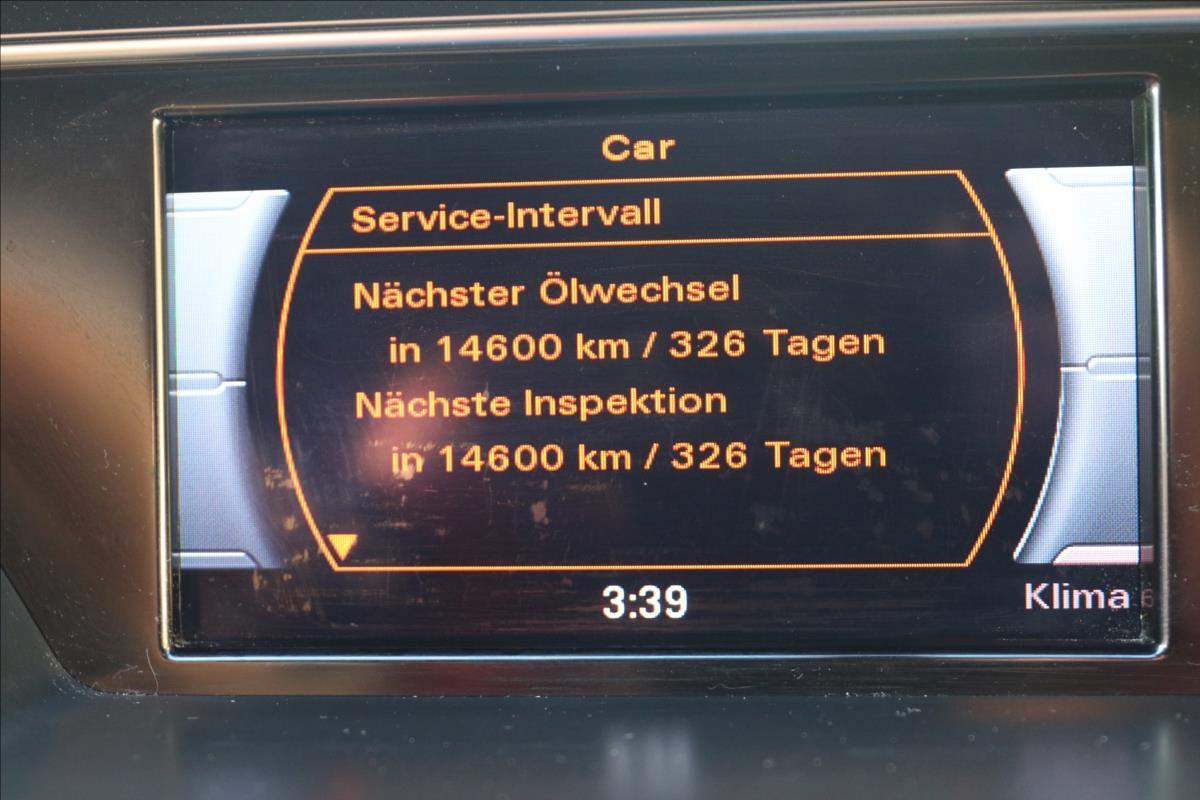 Car
Service-Intervall
Nächster Ölwechsel
in 14600 km / 326 Tagen
Nächste Inspektion
in 14600 km / 326 Tagen
3:39
Klima